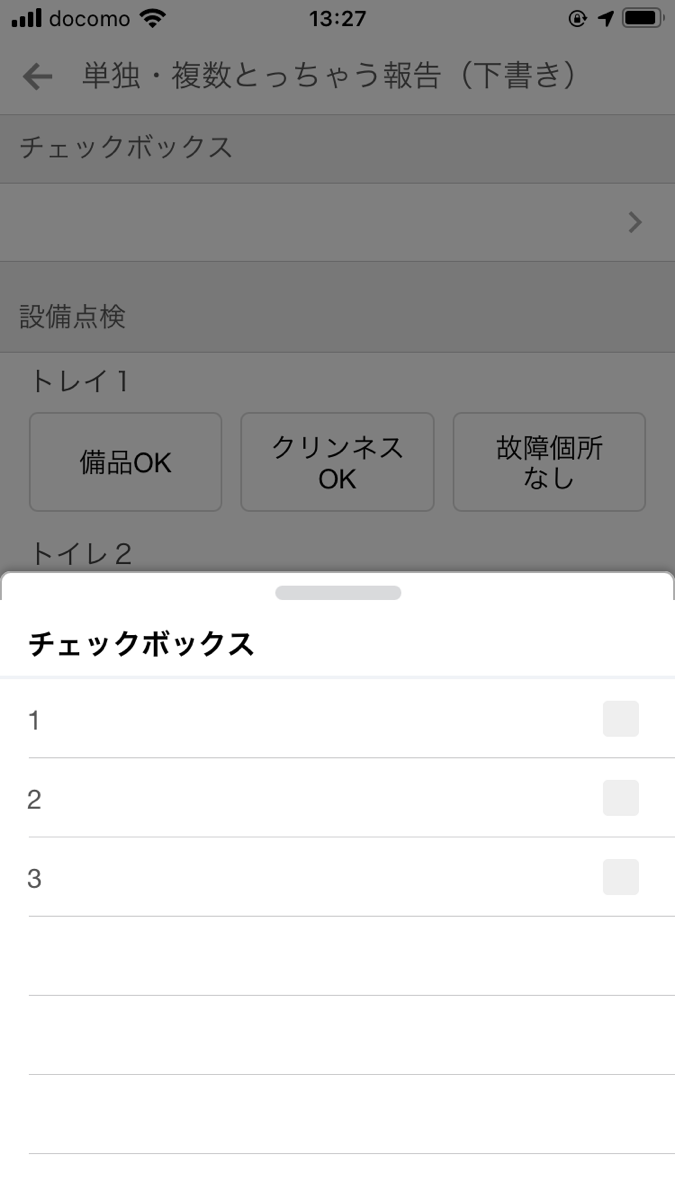 docomo 13:27
単独・複数とっちゃう報告（下書き）
チェックボックス
設備点検
トレイ1
備品OK
クリンネス
OK
故障個所
なし
トイレ2
チェックボックス
1
2
3